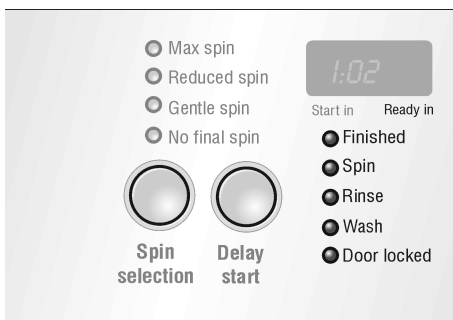 Max spin
Reduced spin
Gentle spin
No final spin
Spin
selection
Delay
start
1:02
Start in
Ready in
Finished
Spin
Rinse
Wash
Door locked